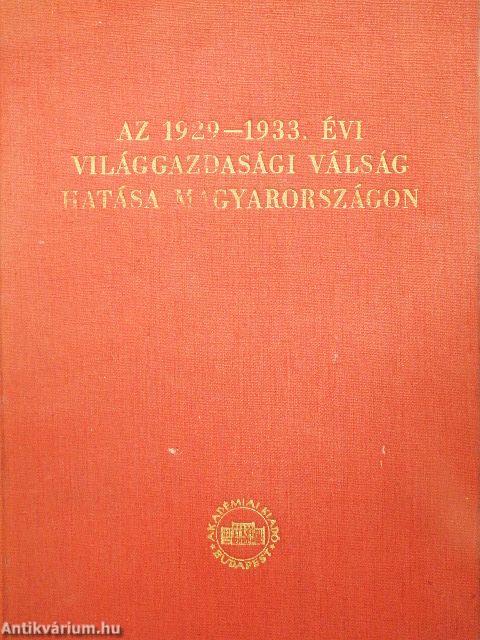 AZ 1929–1933. ÉVI
VILÁGGAZDASÁGI VÁLSÁG
HATÁSA MAGYARORSZÁGON
AKADÉMIAI KIADÓ
BUDAPEST
Antikvárium.hu